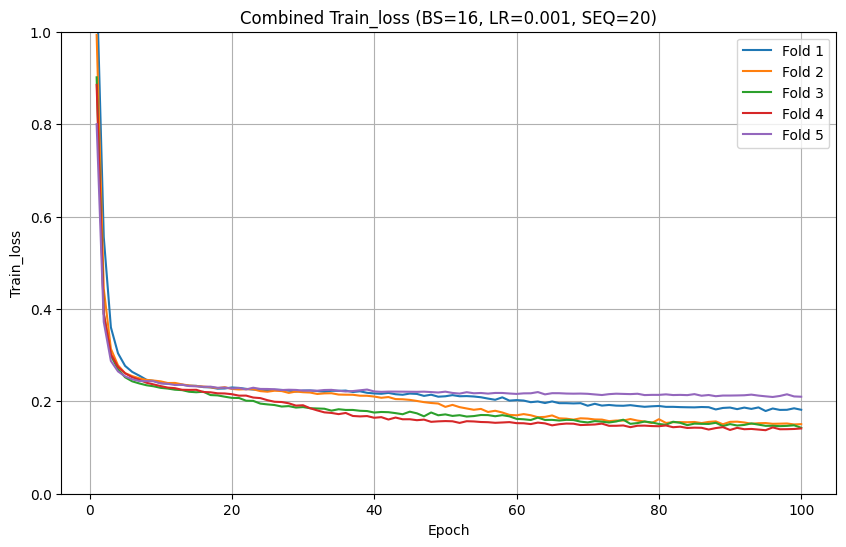 Combined Train_loss (BS=16, LR=0.001, SEQ=20)
1.0
0.8
0.6
0.4
0.2
0.0
Train_loss
0
20
40
60
80
100
Epoch
Fold 1
Fold 2
Fold 3
Fold 4
Fold 5